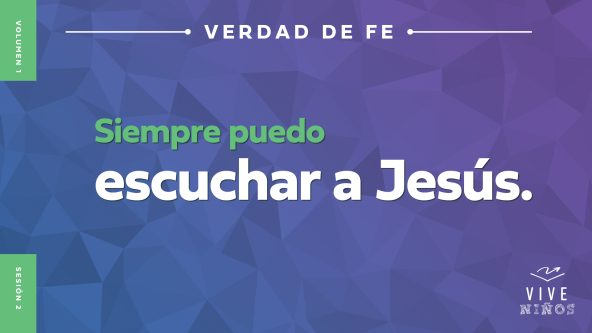 VOLUMEN 1
VERDAD DE FE
Siempre puedo
escuchar a Jesús.
SESIÓN 2
VIVE
NIÑOS